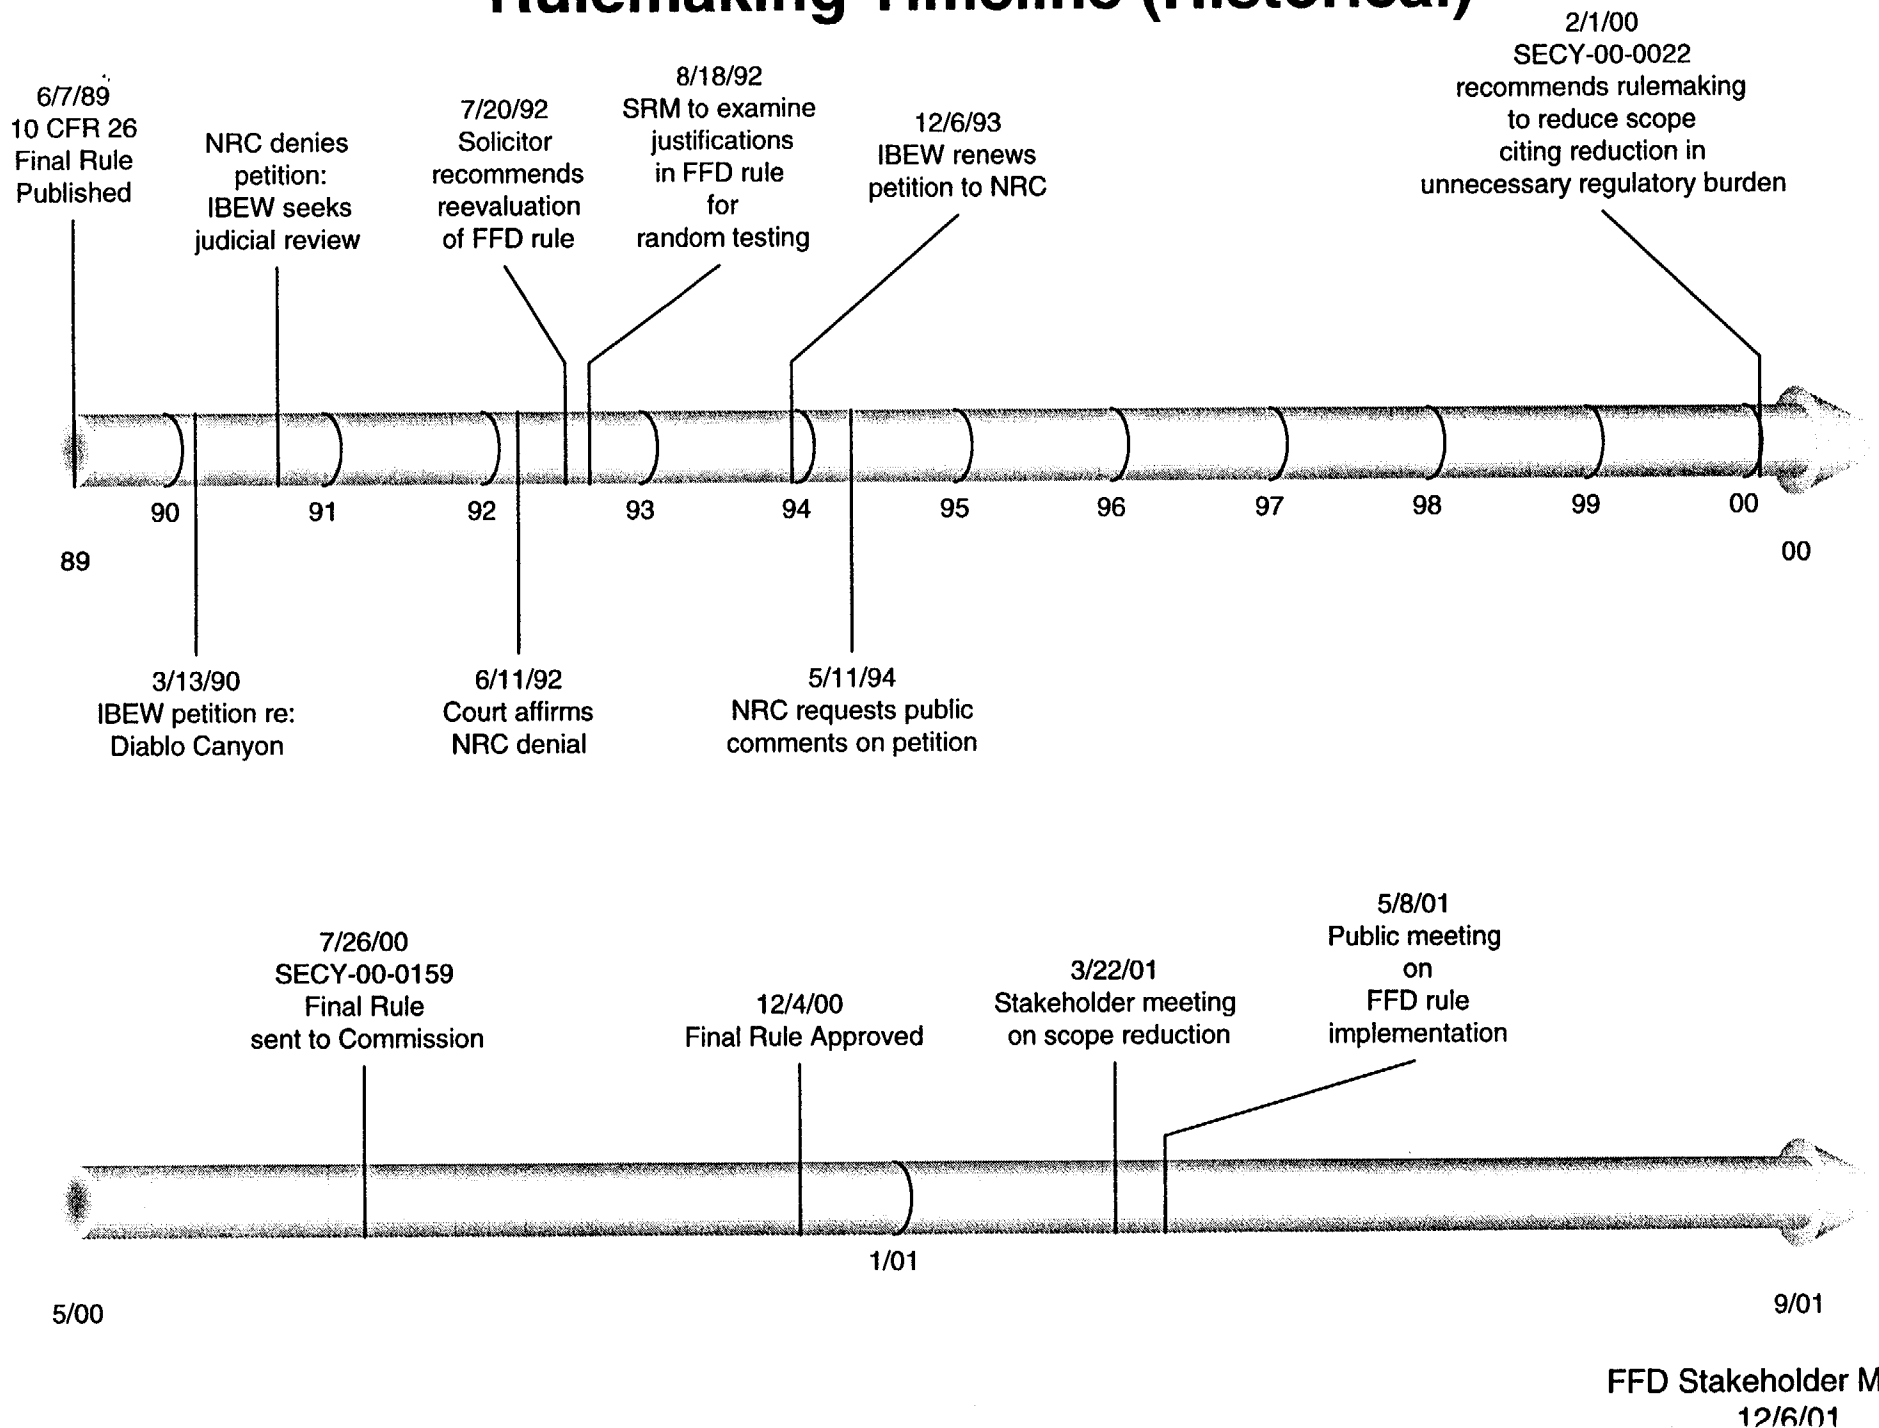 Rulemaking Timeline (Historical)
6/7/89
10 CFR 26
Final Rule
Published
NRC denies
petition:
IBEW seeks
judicial review
7/20/92
Solicitor
recommends
reevaluation
of FFD rule
8/18/92
SRM to examine
justifications
in FFD rule
for
random testing
12/6/93
IBEW renews
petition to NRC
2/1/00
SECY-00-0022
recommends rulemaking
to reduce scope
citing reduction in
unnecessary regulatory burden
90 91 92 93 94 95 96 97 98 99 00
89 00
3/13/90
IBEW petition re:
Diablo Canyon
6/11/92
Court affirms
NRC denial
5/11/94
NRC requests public
comments on petition
7/26/00
SECY-00-0159
Final Rule
sent to Commission
12/4/00
Final Rule Approved
3/22/01
Stakeholder meeting
on scope reduction
5/8/01
Public meeting
on
FFD rule
implementation
1/01
5/00 9/01
FFD Stakeholder M
12/6/01